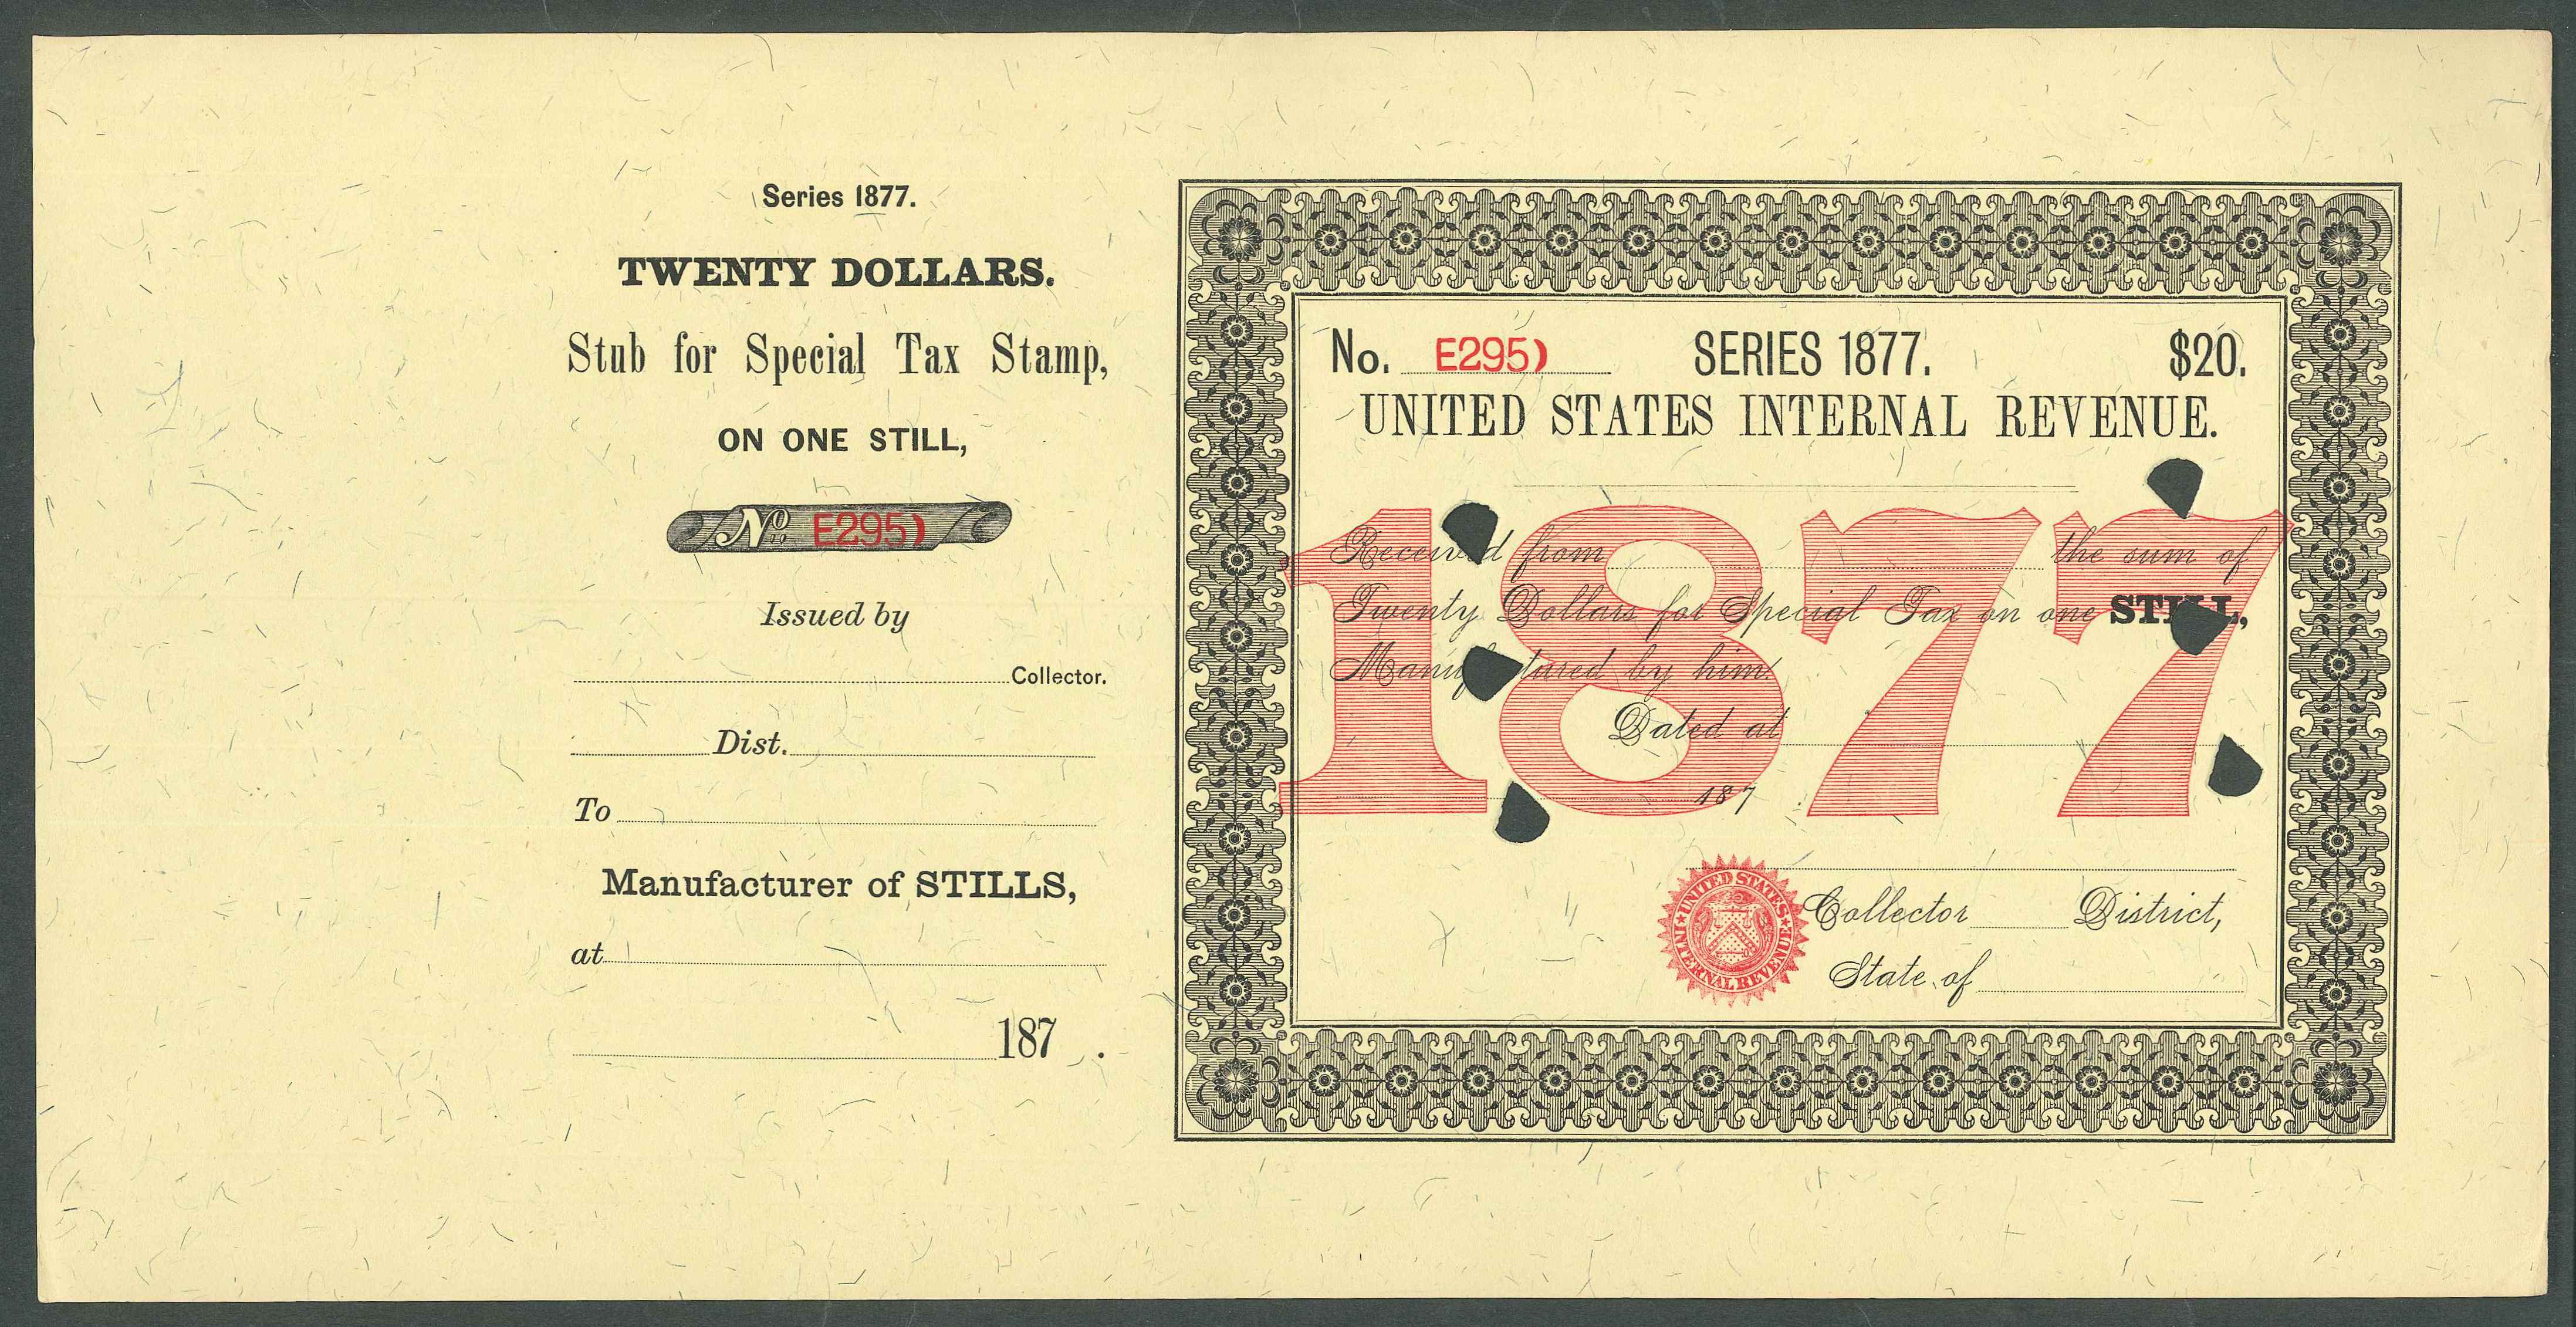 Series 1877.
TWENTY DOLLARS.
Stub for Special Tax Stamp,
ON ONE STILL,
No. E295)
Issued by
Collector.
Dist.
To
Manufacturer of STILLS,
at
187 .
No. E295) SERIES 1877. $20.
UNITED STATES INTERNAL REVENUE.
1877
Received from the sum of
Twenty Dollars for Special Tax on one STILL,
Manufactured by him.
Dated at
187 .
UNITED STATES INTERNAL REVENUE
Collector District,
State of